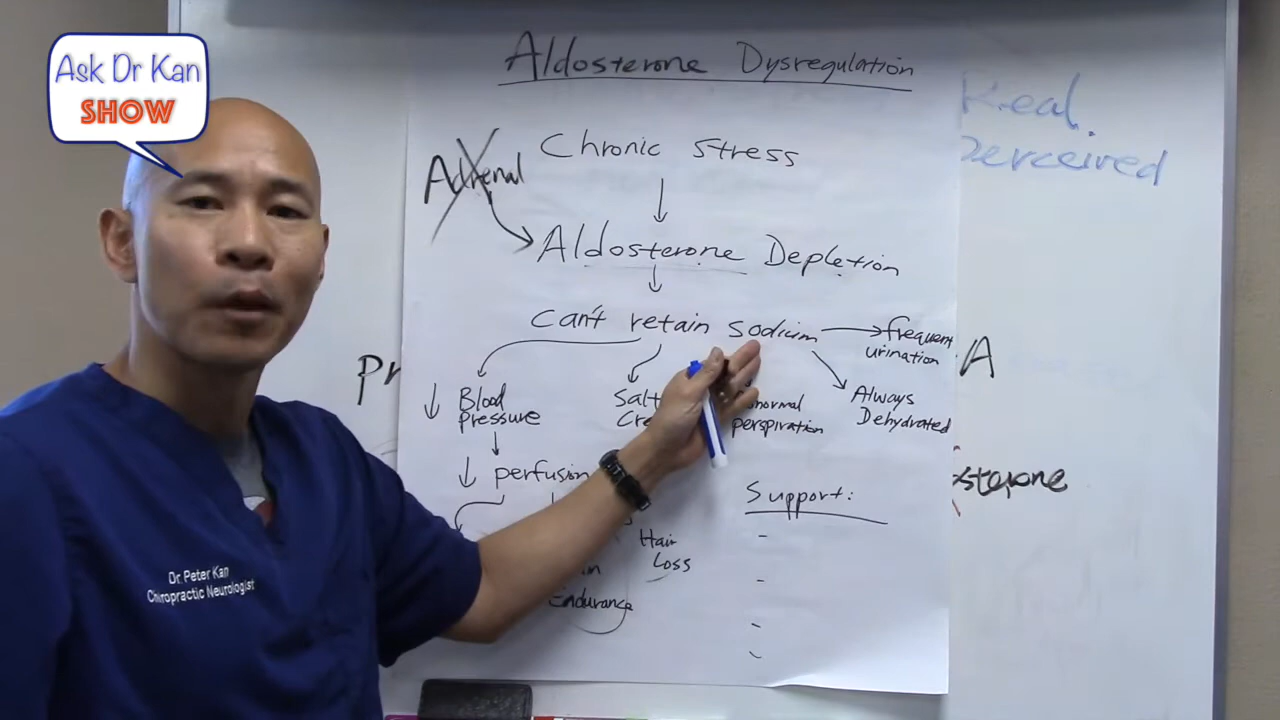 Ask Dr Kan
SHOW
Aldosterone Dysregulation
Real
Perceived
Chronic stress
Adrenal
Aldosterone Depletion
Can't retain sodium
frequent
urination
A
Pr
↓ Blood
Pressure
Salt
Cre
perspiration
Always
Dehydrated
↓ perfusion
Support:
-
-
-
-
Hair
Loss
Endurance
sterone
Dr. Peter Kan
Chiropractic Neurologist